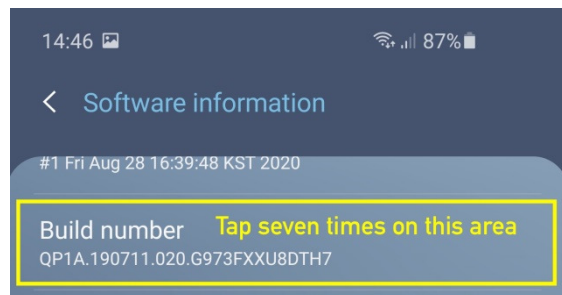 14:46 87%
Software information
#1 Fri Aug 28 16:39:48 KST 2020
Build number Tap seven times on this area
QP1A.190711.020.G973FXXU8DTH7